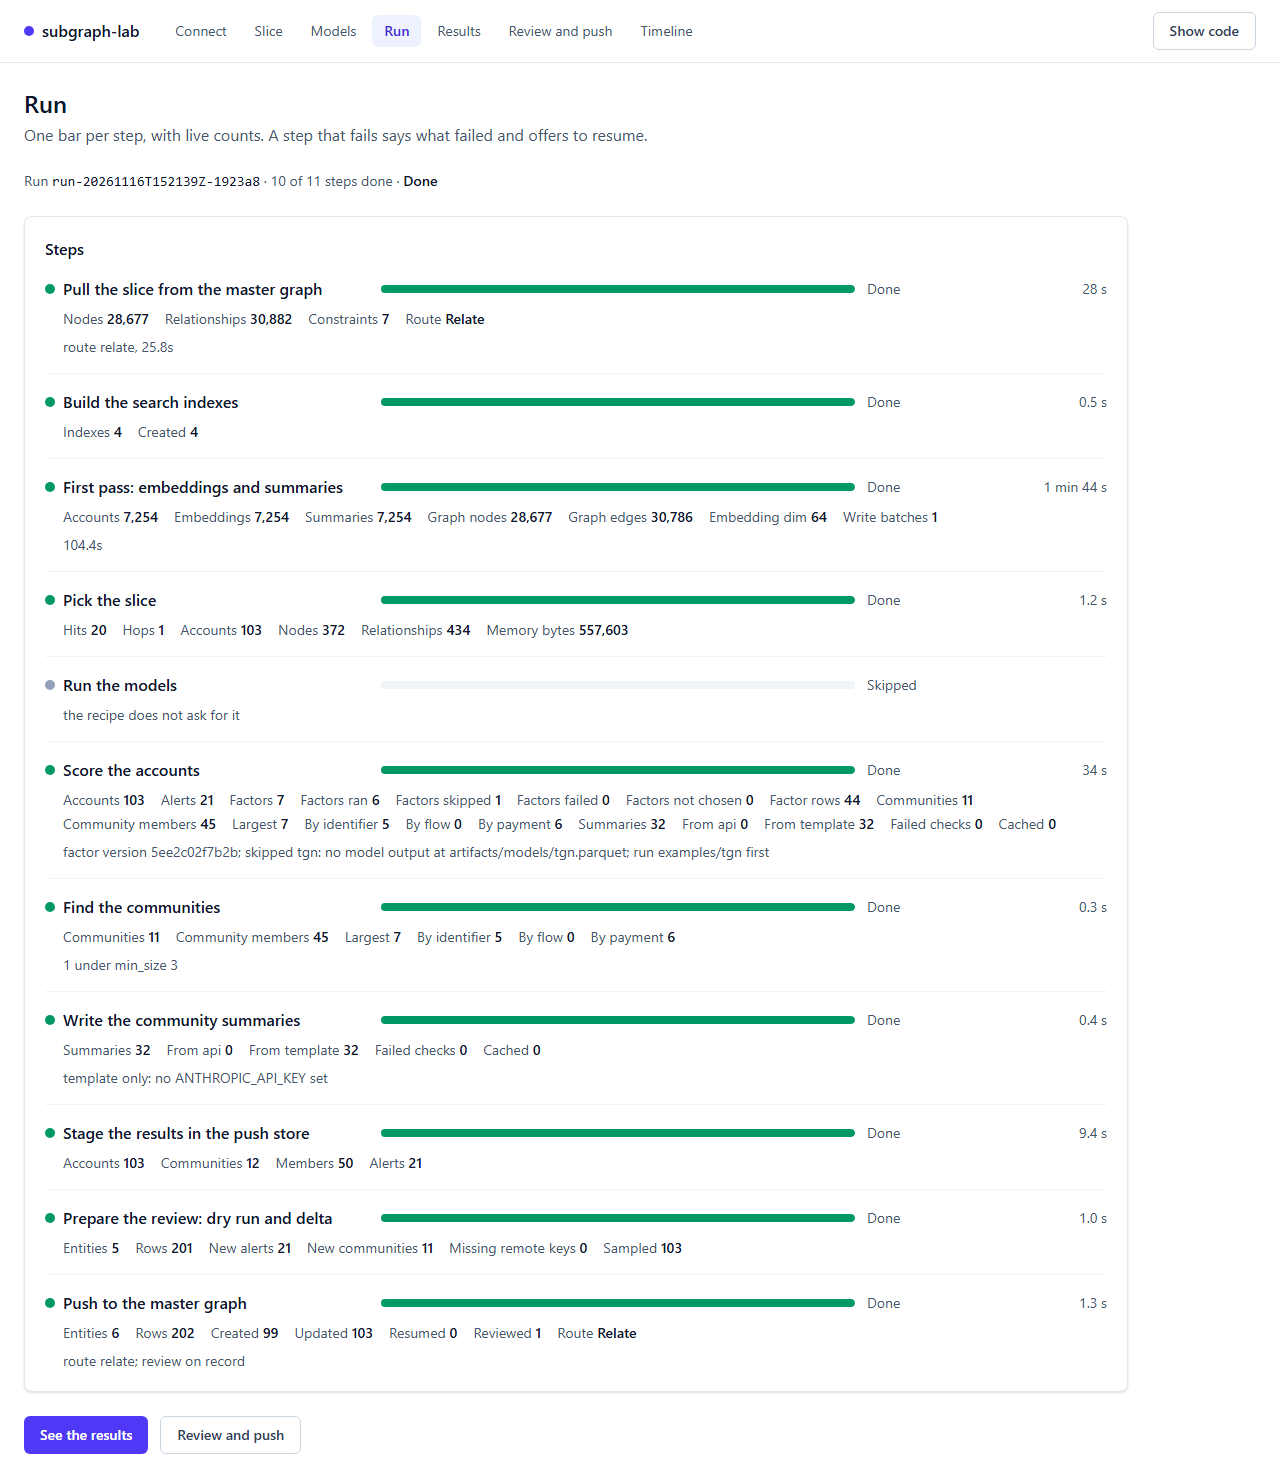 subgraph-lab Connect Slice Models Run Results Review and push Timeline Show code
Run
One bar per step, with live counts. A step that fails says what failed and offers to resume.
Run run-20261116T152139Z-1923a8 · 10 of 11 steps done · Done
Steps
Pull the slice from the master graph Done 28 s
Nodes 28,677 Relationships 30,882 Constraints 7 Route Relate
route relate, 25.8s
Build the search indexes Done 0.5 s
Indexes 4 Created 4
First pass: embeddings and summaries Done 1 min 44 s
Accounts 7,254 Embeddings 7,254 Summaries 7,254 Graph nodes 28,677 Graph edges 30,786 Embedding dim 64 Write batches 1
104.4s
Pick the slice Done 1.2 s
Hits 20 Hops 1 Accounts 103 Nodes 372 Relationships 434 Memory bytes 557,603
Run the models Skipped
the recipe does not ask for it
Score the accounts Done 34 s
Accounts 103 Alerts 21 Factors 7 Factors ran 6 Factors skipped 1 Factors failed 0 Factors not chosen 0 Factor rows 44 Communities 11
Community members 45 Largest 7 By identifier 5 By flow 0 By payment 6 Summaries 32 From api 0 From template 32 Failed checks 0 Cached 0
factor version 5ee2c02f7b2b; skipped tgn: no model output at artifacts/models/tgn.parquet; run examples/tgn first
Find the communities Done 0.3 s
Communities 11 Community members 45 Largest 7 By identifier 5 By flow 0 By payment 6
1 under min_size 3
Write the community summaries Done 0.4 s
Summaries 32 From api 0 From template 32 Failed checks 0 Cached 0
template only: no ANTHROPIC_API_KEY set
Stage the results in the push store Done 9.4 s
Accounts 103 Communities 12 Members 50 Alerts 21
Prepare the review: dry run and delta Done 1.0 s
Entities 5 Rows 201 New alerts 21 New communities 11 Missing remote keys 0 Sampled 103
Push to the master graph Done 1.3 s
Entities 6 Rows 202 Created 99 Updated 103 Resumed 0 Reviewed 1 Route Relate
route relate; review on record
See the results Review and push